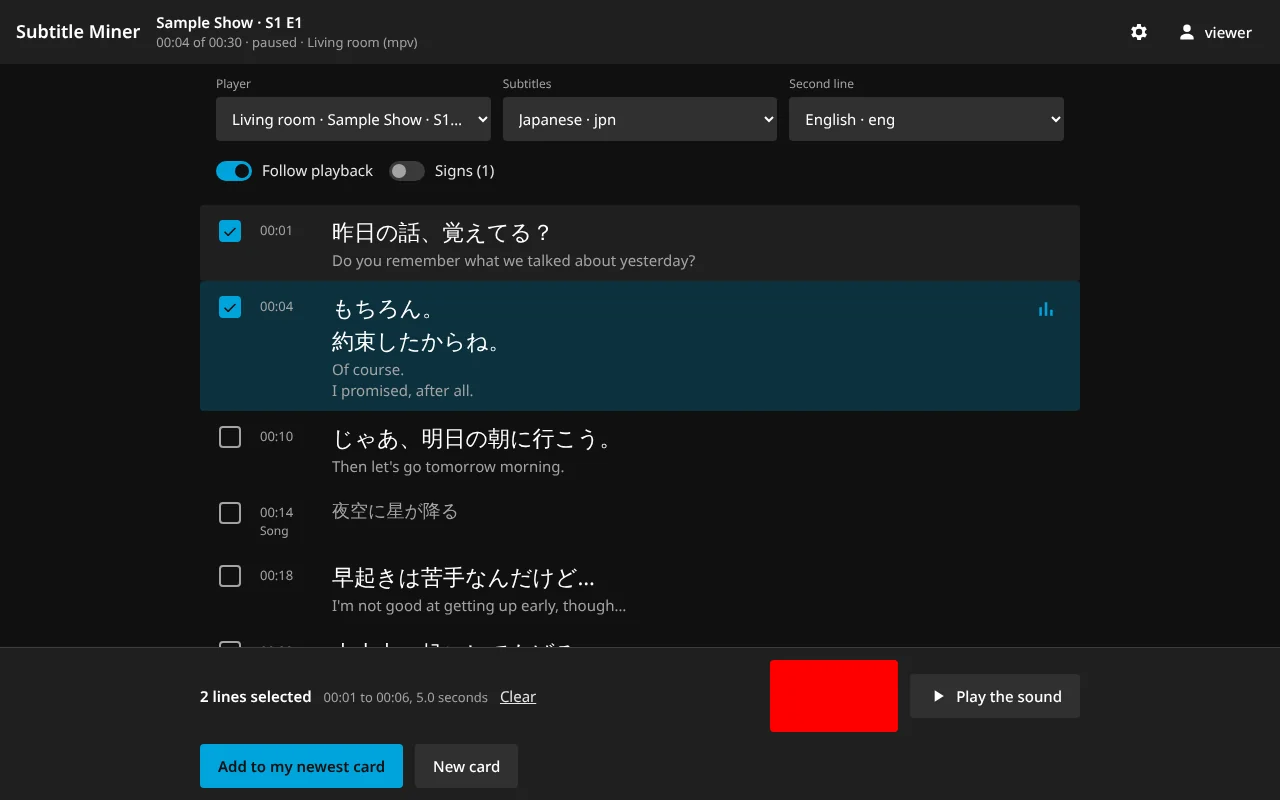 Subtitle Miner
Sample Show · S1 E1
00:04 of 00:30 · paused · Living room (mpv)
viewer
Player
Subtitles
Second line
Living room · Sample Show · S1...
Japanese · jpn
English · eng
Follow playback
Signs (1)
00:01
昨日の話、覚えてる？
Do you remember what we talked about yesterday?
00:04
もちろん。
約束したからね。
Of course.
I promised, after all.
00:10
じゃあ、明日の朝に行こう。
Then let's go tomorrow morning.
00:14
Song
夜空に星が降る
00:18
早起きは苦手なんだけど…
I'm not good at getting up early, though…
2 lines selected
00:01 to 00:06, 5.0 seconds
Clear
Play the sound
Add to my newest card
New card